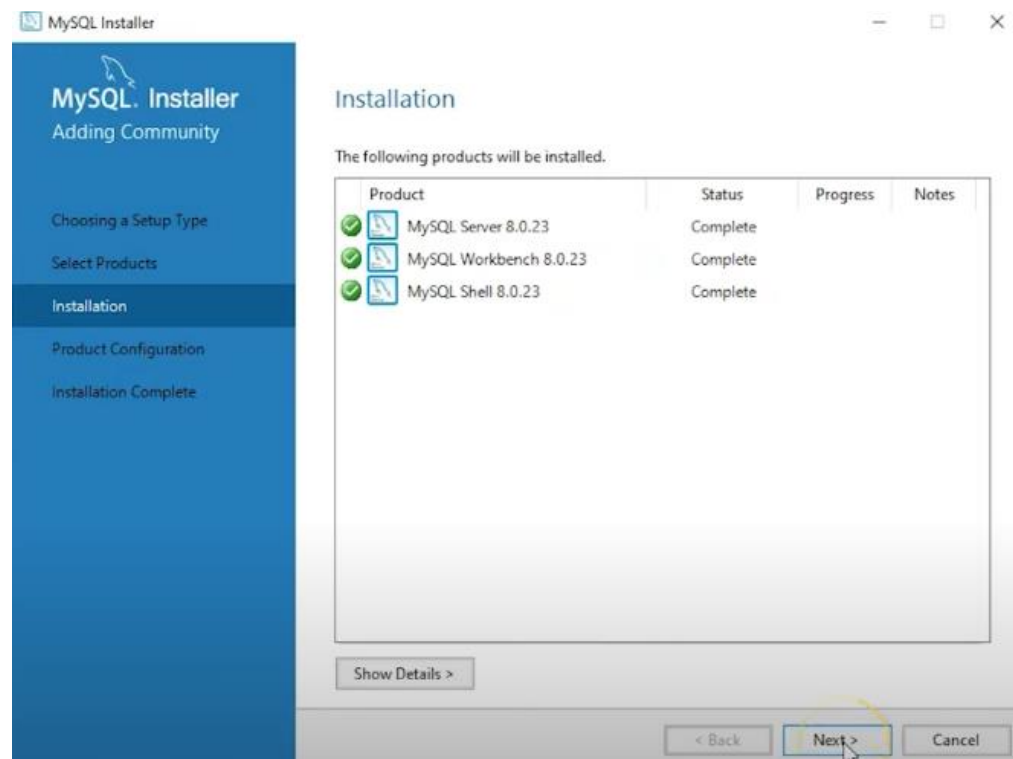 MySQL Installer
MySQL. Installer
Adding Community
Choosing a Setup Type
Select Products
Installation
Product Configuration
Installation Complete
Installation
The following products will be installed.
Product Status Progress Notes
MySQL Server 8.0.23 Complete
MySQL Workbench 8.0.23 Complete
MySQL Shell 8.0.23 Complete
Show Details >
< Back Next > Cancel